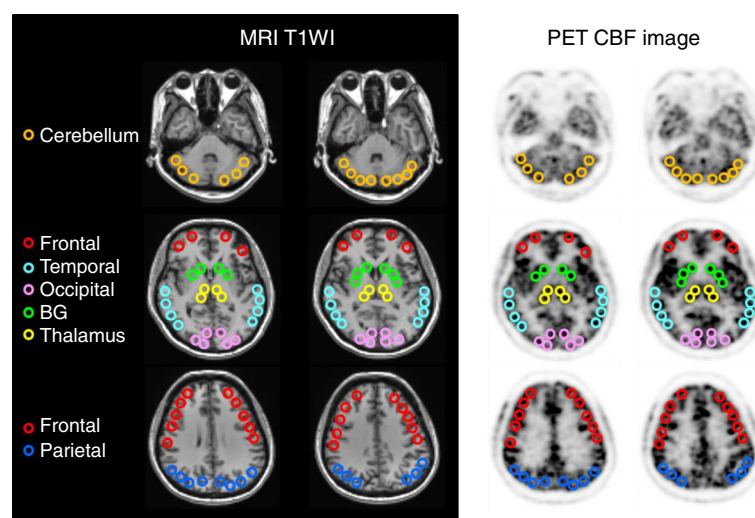 MRI T1WI
PET CBF image
Cerebellum
Frontal
Temporal
Occipital
BG
Thalamus
Frontal
Parietal